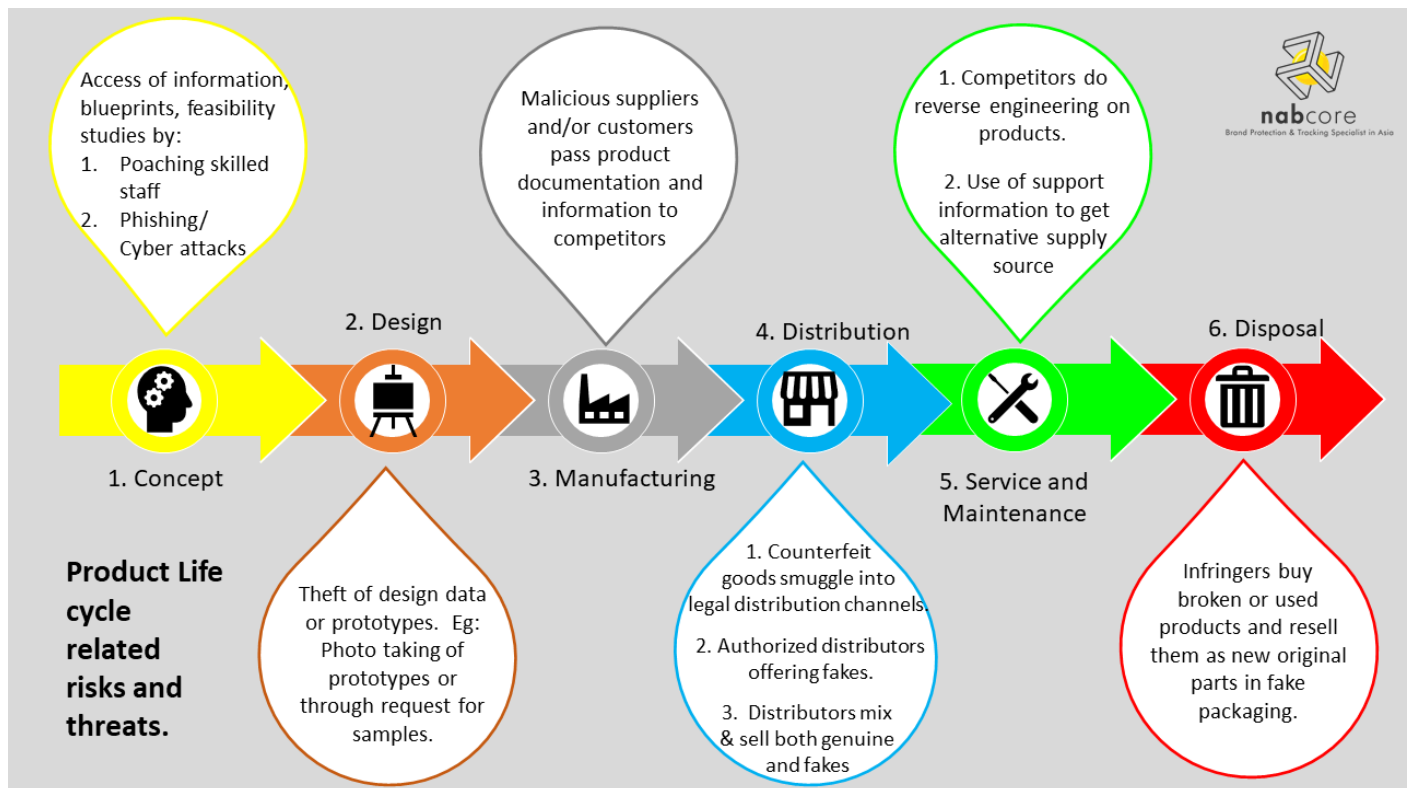 Access of information,
blueprints, feasibility
studies by:
1. Poaching skilled
staff
2. Phishing/
Cyber attacks
Malicious suppliers
and/or customers
pass product
documentation and
information to
competitors
1. Competitors do
reverse engineering on
products.
2. Use of support
information to get
alternative supply
source
nabcore
Brand Protection & Tracking Specialist in Asia
2. Design
4. Distribution
6. Disposal
1. Concept
3. Manufacturing
5. Service and
Maintenance
Product Life
cycle
related
risks and
threats.
Theft of design data
or prototypes. Eg:
Photo taking of
prototypes or
through request for
samples.
1. Counterfeit
goods smuggle into
legal distribution channels.
2. Authorized distributors
offering fakes.
3. Distributors mix
& sell both genuine
and fakes
Infringers buy
broken or used
products and resell
them as new original
parts in fake
packaging.